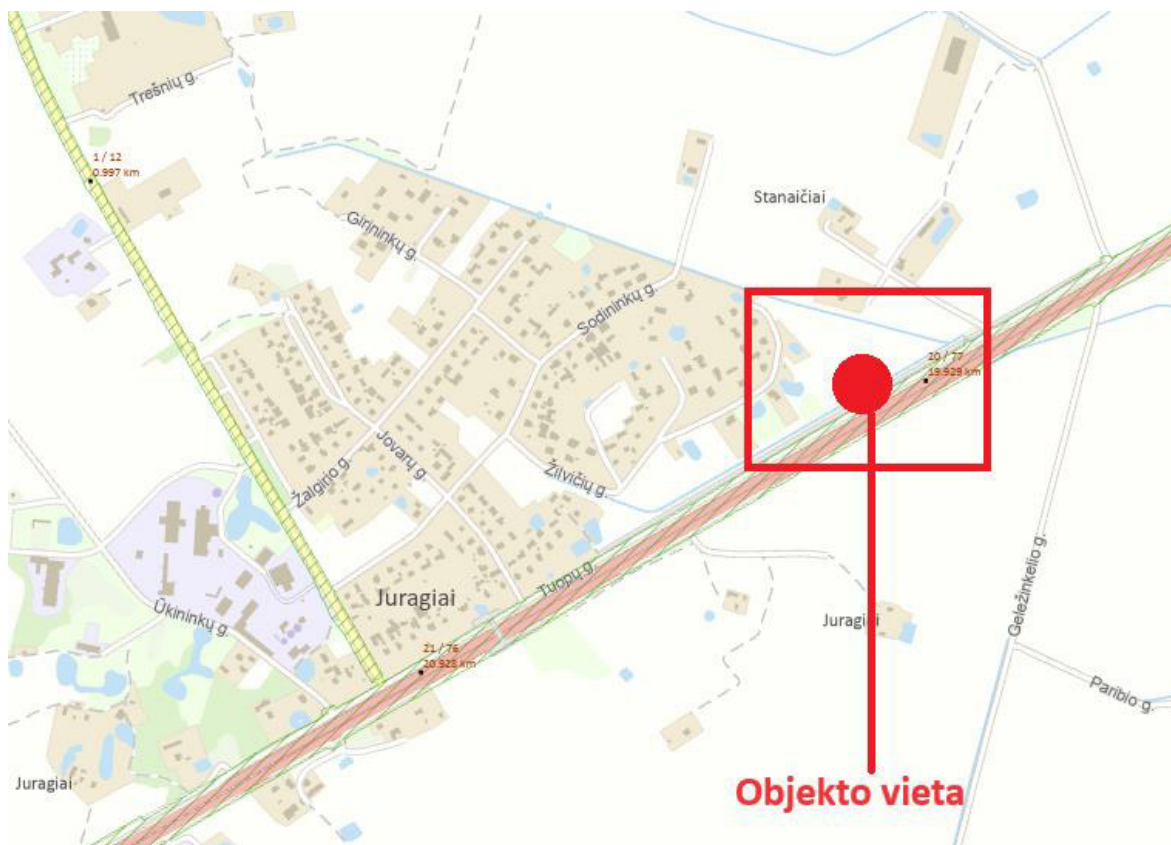 Trešnių g.
1 / 12
0.997 km
Stanaičiai
Girininkų g.
Sodininkų g.
20 / 77
19.929 km
Jovarų g.
Žalgirio g.
Žilvičių g.
Tuopų g.
Juragiai
Ūkininkų g.
Juragiai
Geležinkelio g.
21 / 76
20.928 km
Paribio g.
Juragiai
Objekto vieta